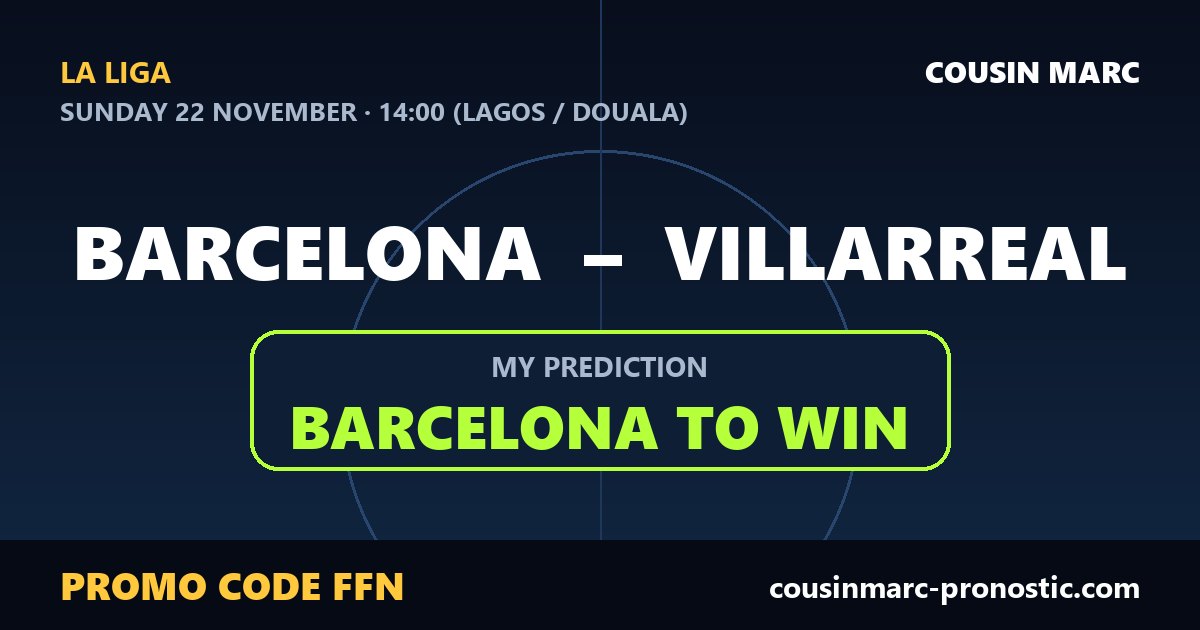 LA LIGA
COUSIN MARC
SUNDAY 22 NOVEMBER · 14:00 (LAGOS / DOUALA)
BARCELONA – VILLARREAL
MY PREDICTION
BARCELONA TO WIN
PROMO CODE FFN
cousinmarc-pronostic.com